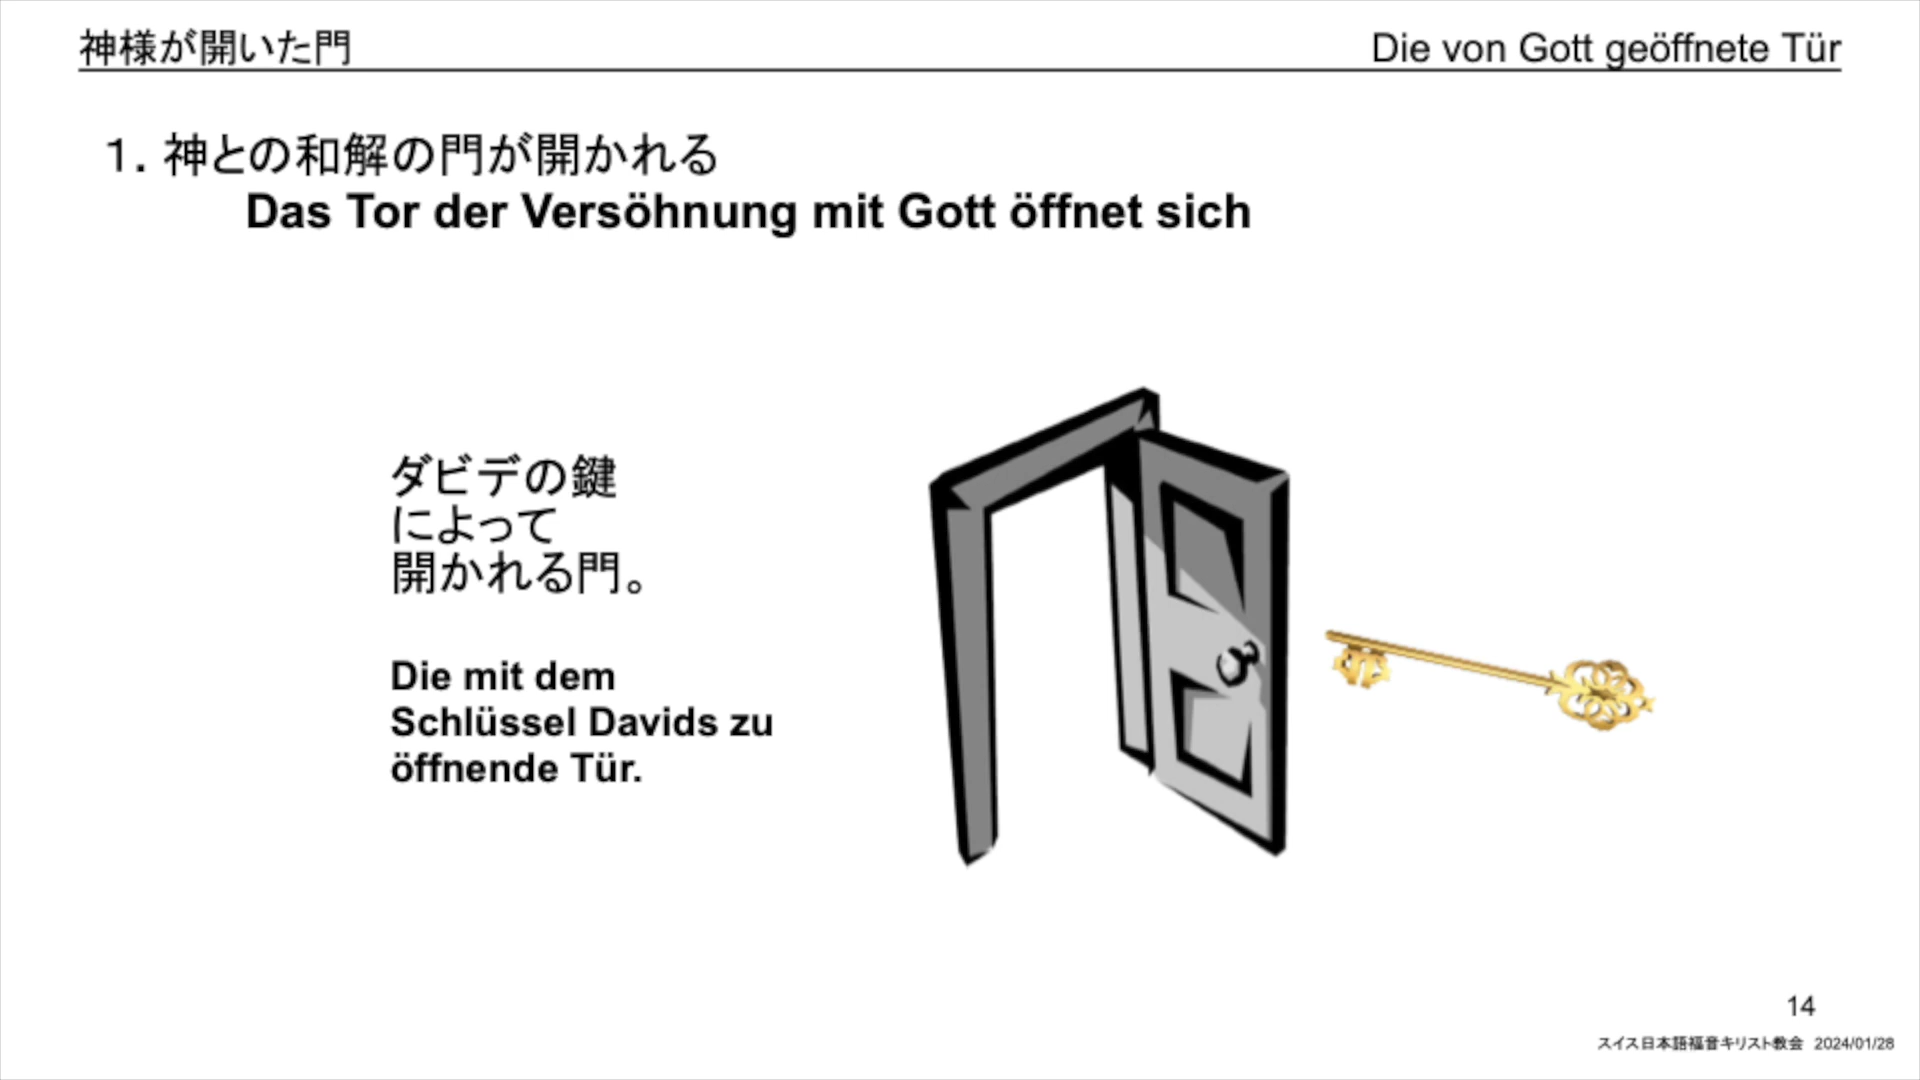 神様が開いた門
Die von Gott geöffnete Tür
1. 神との和解の門が開かれる
Das Tor der Versöhnung mit Gott öffnet sich
ダビデの鍵
によって
開かれる門。
Die mit dem
Schlüssel Davids zu
öffnende Tür.
14
スイス日本語福音キリスト教会 2024/01/28